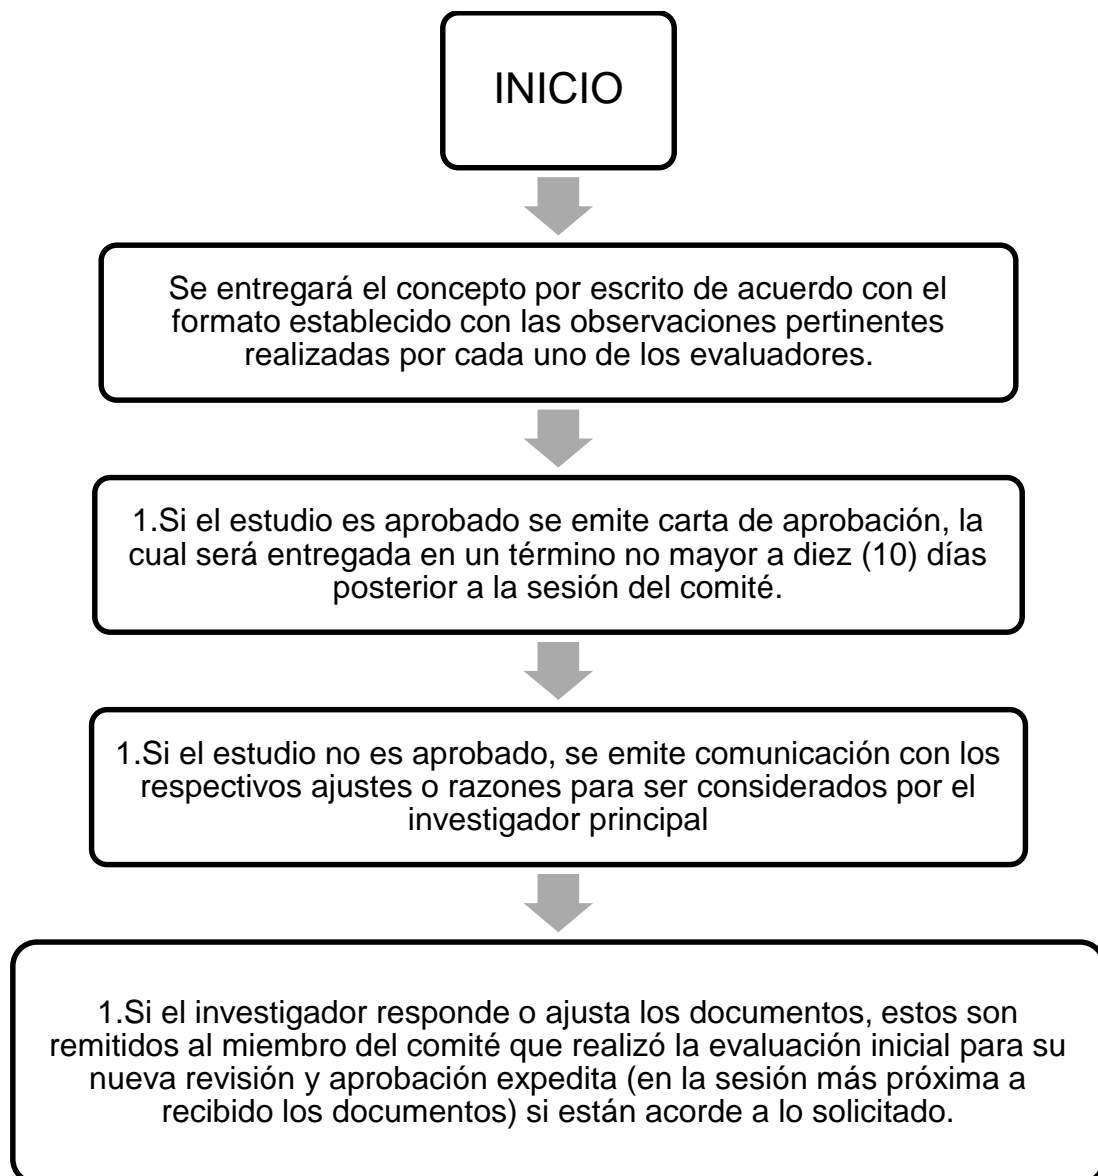 INICIO
Se entregará el concepto por escrito de acuerdo con el
formato establecido con las observaciones pertinentes
realizadas por cada uno de los evaluadores.
1.Si el estudio es aprobado se emite carta de aprobación, la
cual será entregada en un término no mayor a diez (10) días
posterior a la sesión del comité.
1.Si el estudio no es aprobado, se emite comunicación con los
respectivos ajustes o razones para ser considerados por el
investigador principal
1.Si el investigador responde o ajusta los documentos, estos son
remitidos al miembro del comité que realizó la evaluación inicial para su
nueva revisión y aprobación expedita (en la sesión más próxima a
recibido los documentos) si están acorde a lo solicitado.